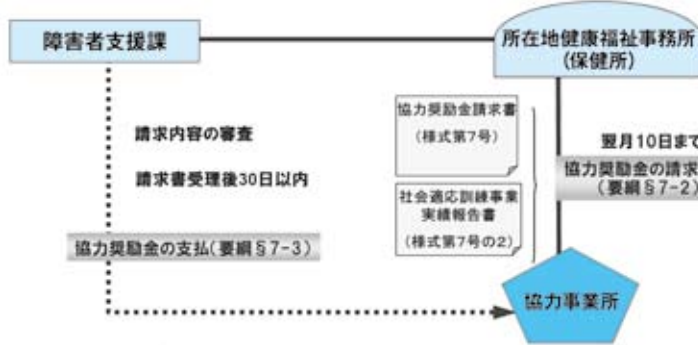 障害者支援課
所在地健康福祉事務所
(保健所)
請求内容の審査
請求書受理後30日以内
協力奨励金の支払(要綱§7-3)
協力奨励金請求書
(様式第7号)
社会適応訓練事業
実績報告書
(様式第7号の2)
翌月10日まで
協力奨励金の請求
(要綱§7-2)
協力事業所